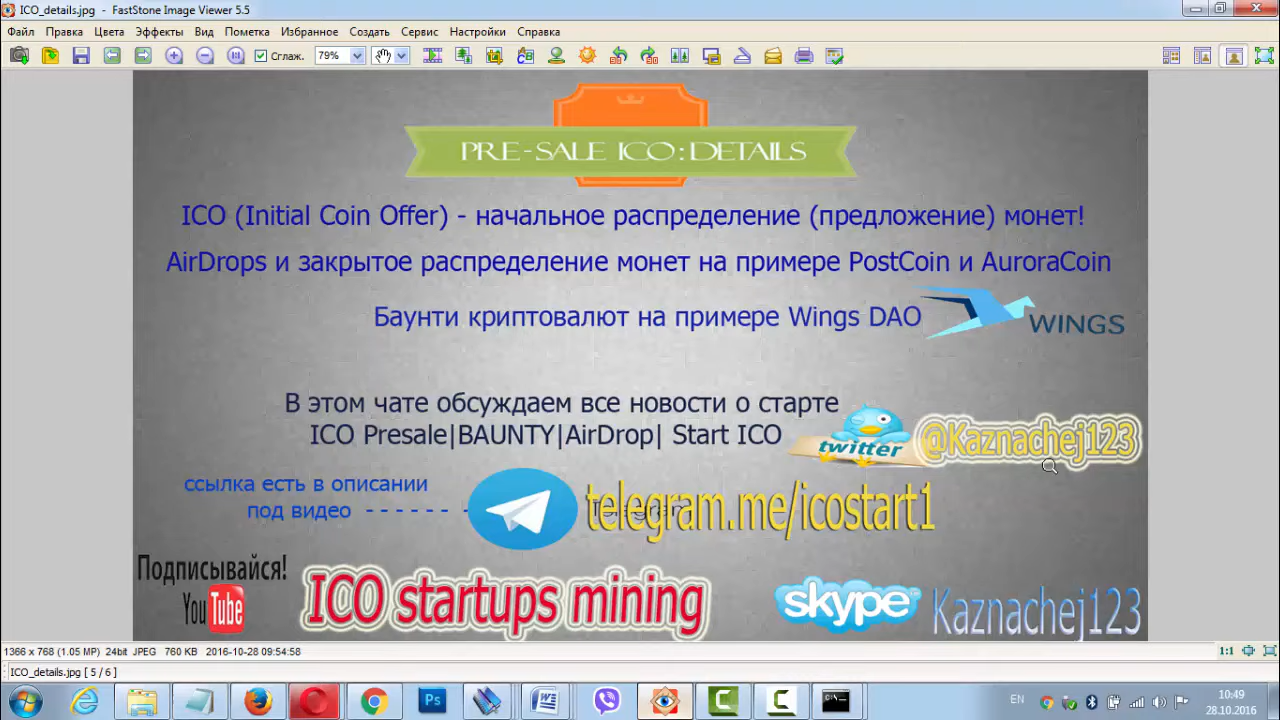 ICO_details.jpg - FastStone Image Viewer 5.5
Файл Правка Цвета Эффекты Вид Пометка Избранное Создать Сервис Настройки Справка
Сглаж. 79%
PRE-SALE ICO:DETAILS
ICO (Initial Coin Offer) - начальное распределение (предложение) монет!
AirDrops и закрытое распределение монет на примере PostCoin и AuroraCoin
Баунти криптовалют на примере Wings DAO
WINGS
В этом чате обсуждаем все новости о старте
ICO Presale|BAUNTY|AirDrop| Start ICO
twitter @Kaznachej123
ссылка есть в описании
под видео - - - - - - -
telegram.me/icostart1
Подписывайся!
YouTube
ICO startups mining
skype Kaznachej123
1366 x 768 (1.05 MP) 24bit JPEG 760 KB 2016-10-28 09:54:58
1:1
ICO_details.jpg [ 5 / 6 ]
Ps
EN
10:49
28.10.2016